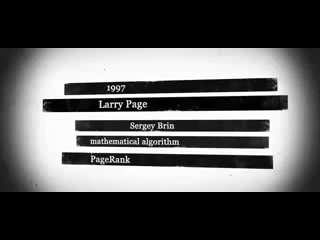 1997
Larry Page
Sergey Brin
mathematical algorithm
PageRank